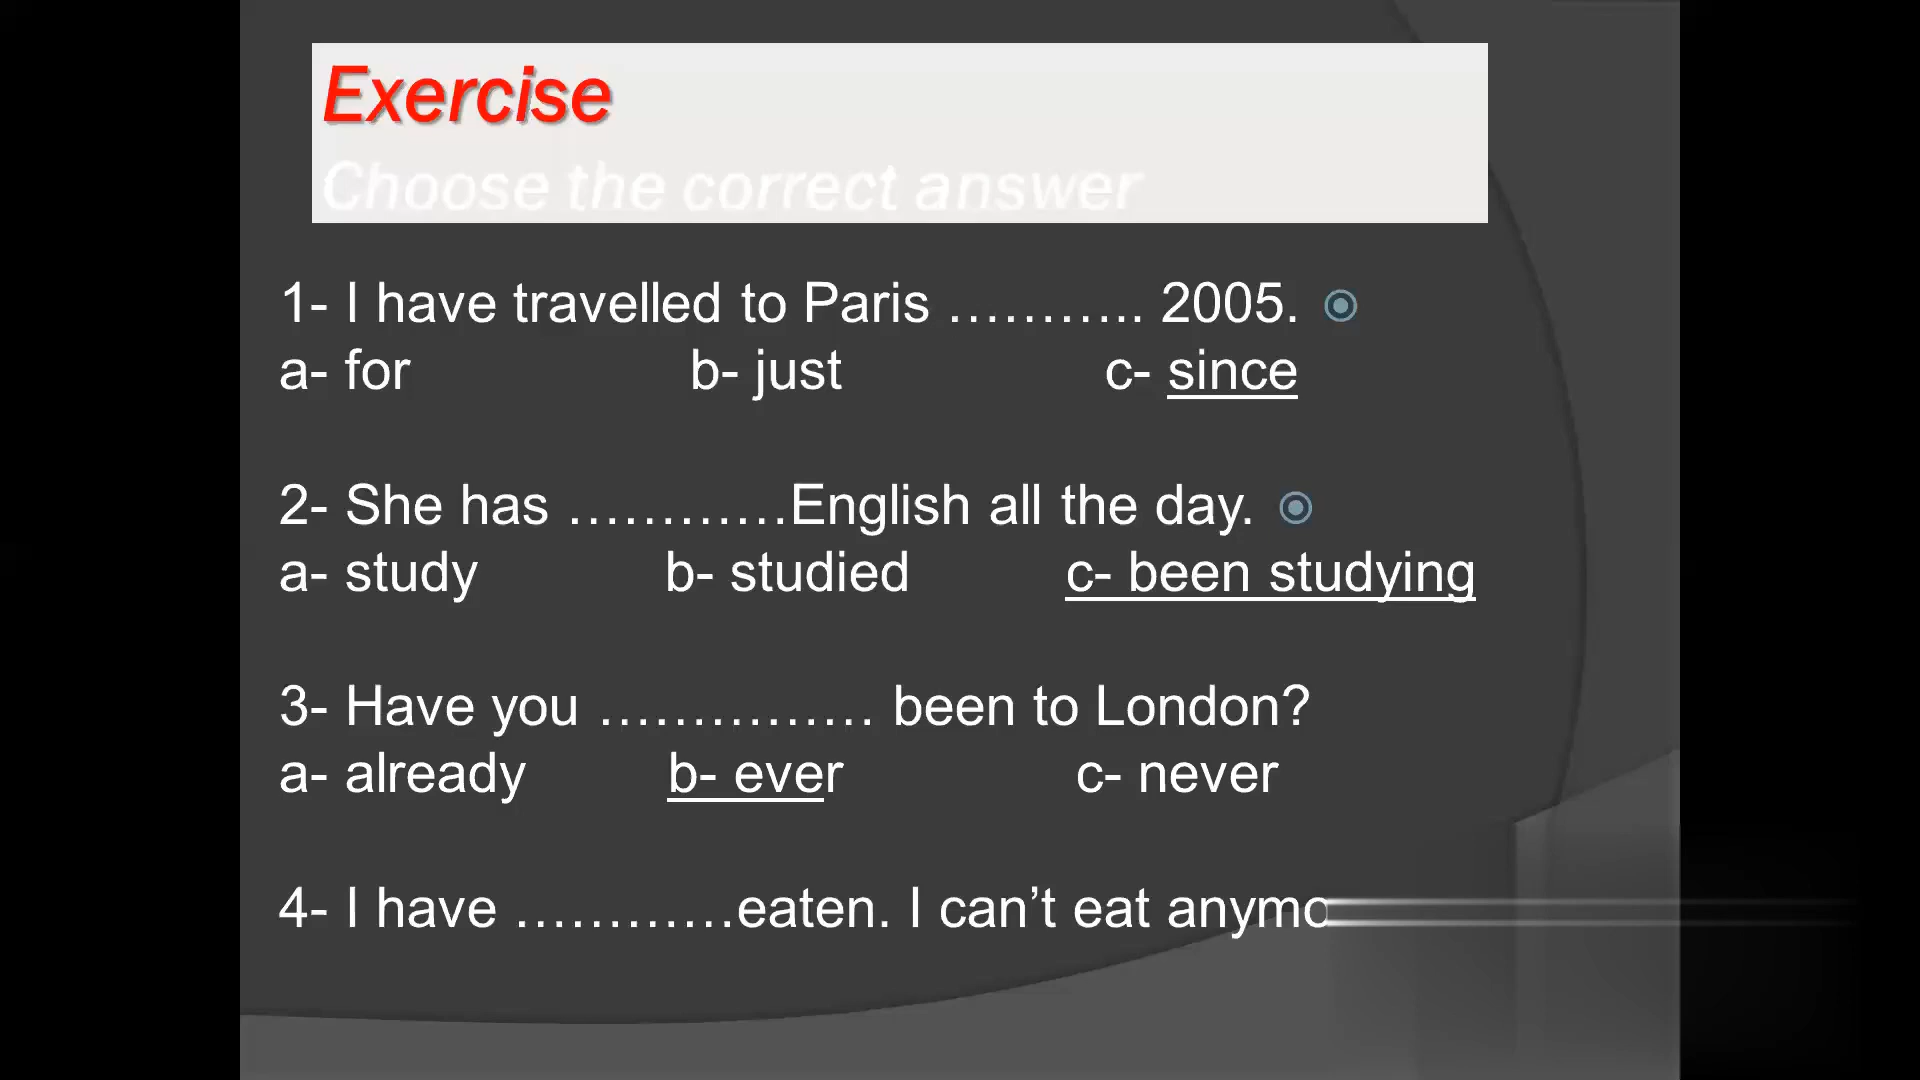 Exercise
Choose the correct answer
1- I have travelled to Paris ……….. 2005.
a- for b- just c- since
2- She has …………English all the day.
a- study b- studied c- been studying
3- Have you …………… been to London?
a- already b- ever c- never
4- I have …………eaten. I can’t eat